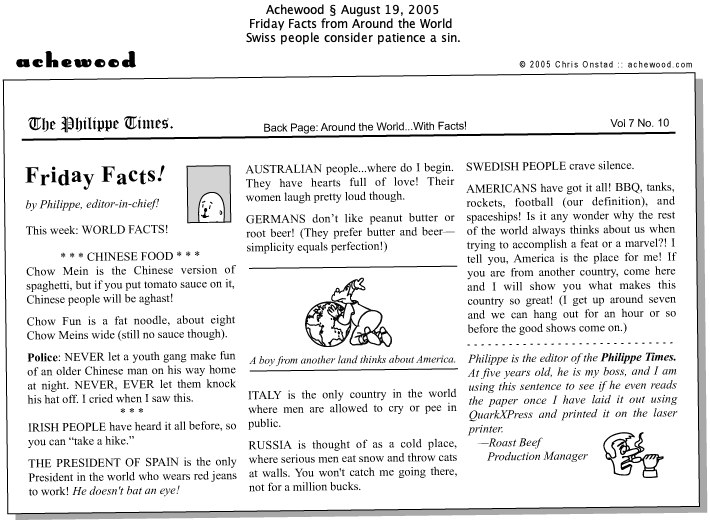 Achewood § August 19, 2005
Friday Facts from Around the World
Swiss people consider patience a sin.
achewood
© 2005 Chris Onstad :: achewood.com
The Philippe Times.
Back Page: Around the World...With Facts!
Vol 7 No. 10
Friday Facts!
by Philippe, editor-in-chief!
This week: WORLD FACTS!
* * * CHINESE FOOD * * *
Chow Mein is the Chinese version of
spaghetti, but if you put tomato sauce on it,
Chinese people will be aghast!
Chow Fun is a fat noodle, about eight
Chow Meins wide (still no sauce though).
Police: NEVER let a youth gang make fun
of an older Chinese man on his way home
at night. NEVER, EVER let them knock
his hat off. I cried when I saw this.
* * *
IRISH PEOPLE have heard it all before, so
you can “take a hike.”
THE PRESIDENT OF SPAIN is the only
President in the world who wears red jeans
to work! He doesn't bat an eye!
AUSTRALIAN people...where do I begin.
They have hearts full of love! Their
women laugh pretty loud though.
GERMANS don’t like peanut butter or
root beer! (They prefer butter and beer—
simplicity equals perfection!)
A boy from another land thinks about America.
ITALY is the only country in the world
where men are allowed to cry or pee in
public.
RUSSIA is thought of as a cold place,
where serious men eat snow and throw cats
at walls. You won't catch me going there,
not for a million bucks.
SWEDISH PEOPLE crave silence.
AMERICANS have got it all! BBQ, tanks,
rockets, football (our definition), and
spaceships! Is it any wonder why the rest
of the world always thinks about us when
trying to accomplish a feat or a marvel?! I
tell you, America is the place for me! If
you are from another country, come here
and I will show you what makes this
country so great! (I get up around seven
and we can hang out for an hour or so
before the good shows come on.)
Philippe is the editor of the Philippe Times.
At five years old, he is my boss, and I am
using this sentence to see if he even reads
the paper once I have laid it out using
QuarkXPress and printed it on the laser
printer.
—Roast Beef
Production Manager